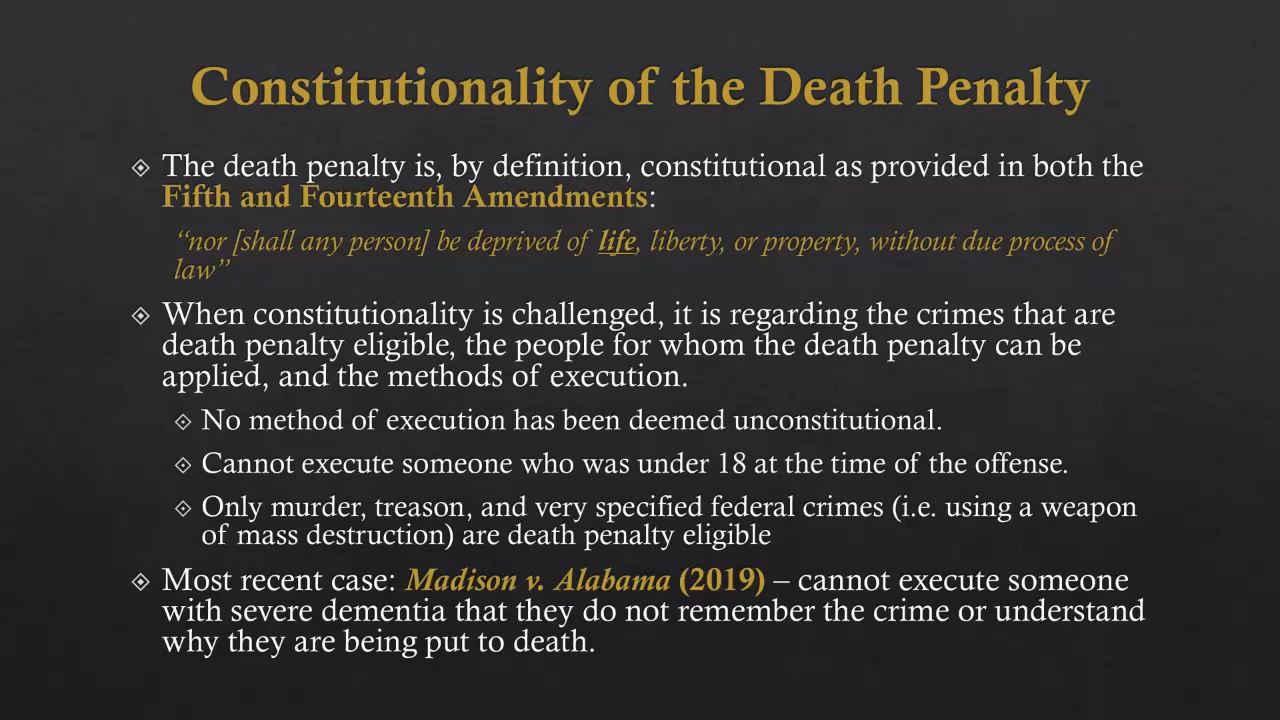 Constitutionality of the Death Penalty
The death penalty is, by definition, constitutional as provided in both the
Fifth and Fourteenth Amendments:
“nor [shall any person] be deprived of life, liberty, or property, without due process of
law”
When constitutionality is challenged, it is regarding the crimes that are
death penalty eligible, the people for whom the death penalty can be
applied, and the methods of execution.
No method of execution has been deemed unconstitutional.
Cannot execute someone who was under 18 at the time of the offense.
Only murder, treason, and very specified federal crimes (i.e. using a weapon
of mass destruction) are death penalty eligible
Most recent case: Madison v. Alabama (2019) – cannot execute someone
with severe dementia that they do not remember the crime or understand
why they are being put to death.